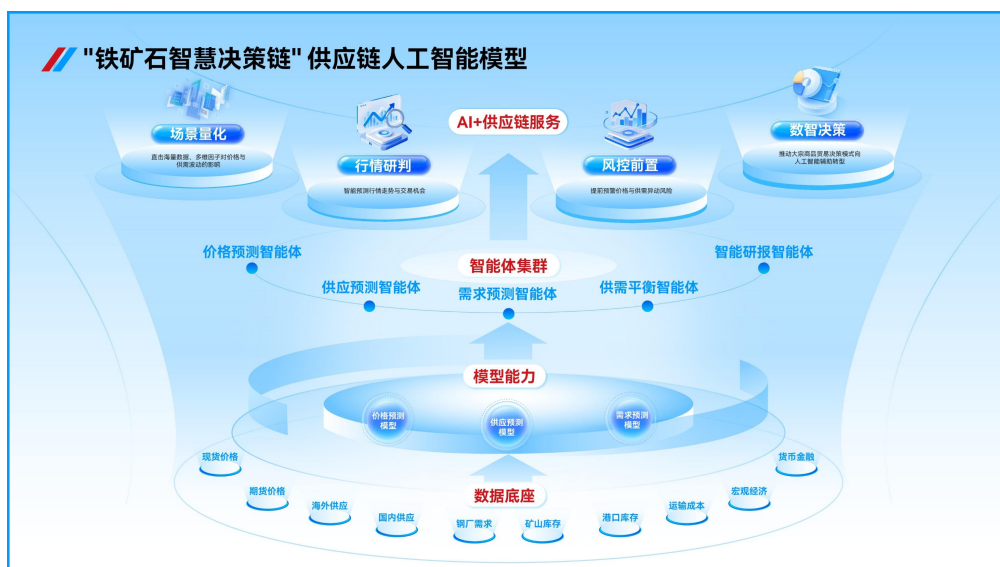 "铁矿石智慧决策链" 供应链人工智能模型
场景量化
直击海量数据、多维因子对价格与
供需波动的影响
行情研判
智能预测行情走势与交易机会
AI+供应链服务
风控前置
提前预警价格与供需异动风险
数智决策
推动大宗商品贸易决策模式向
人工智能辅助转型
价格预测智能体
供应预测智能体
智能体集群
需求预测智能体
供需平衡智能体
智能研报智能体
模型能力
价格预测
模型
供应预测
模型
需求预测
模型
数据底座
现货价格
期货价格
海外供应
国内供应
钢厂需求
矿山库存
港口库存
运输成本
宏观经济
货币金融